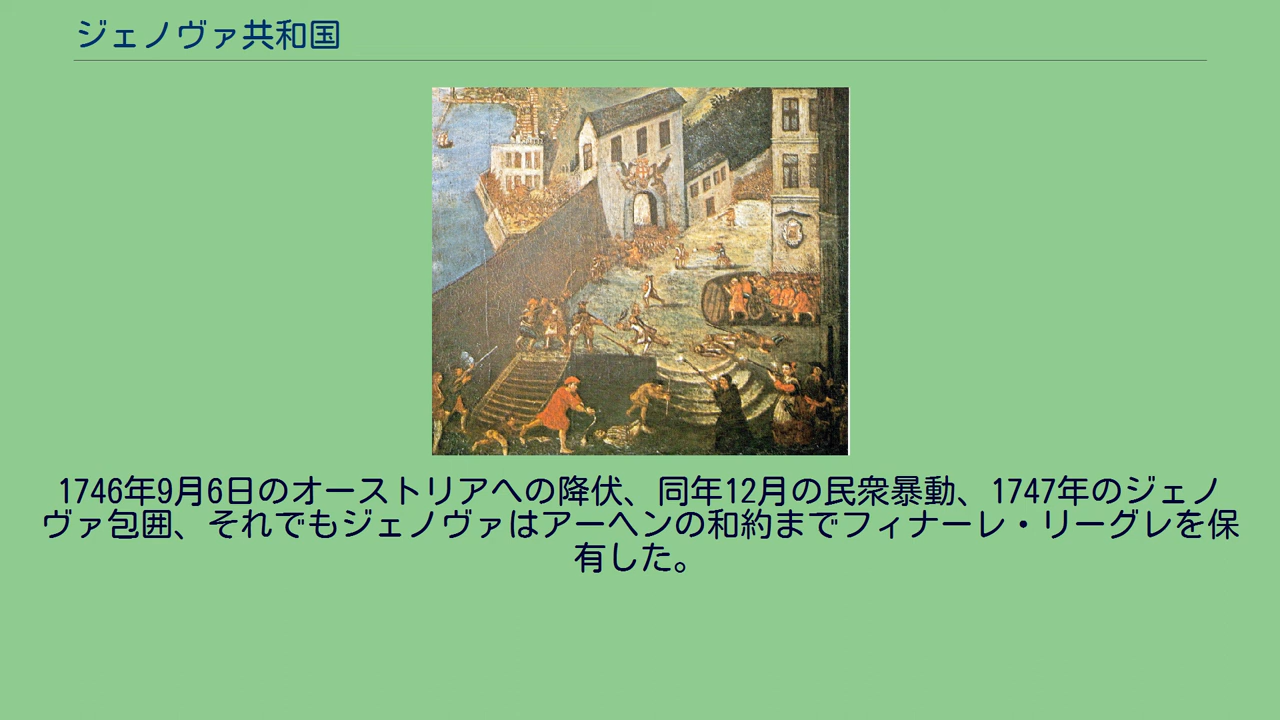 ジェノヴァ共和国
1746年9月6日のオーストリアへの降伏、同年12月の民衆暴動、1747年のジェノ
ヴァ包囲、それでもジェノヴァはアーヘンの和約までフィナーレ・リーグレを保
有した。